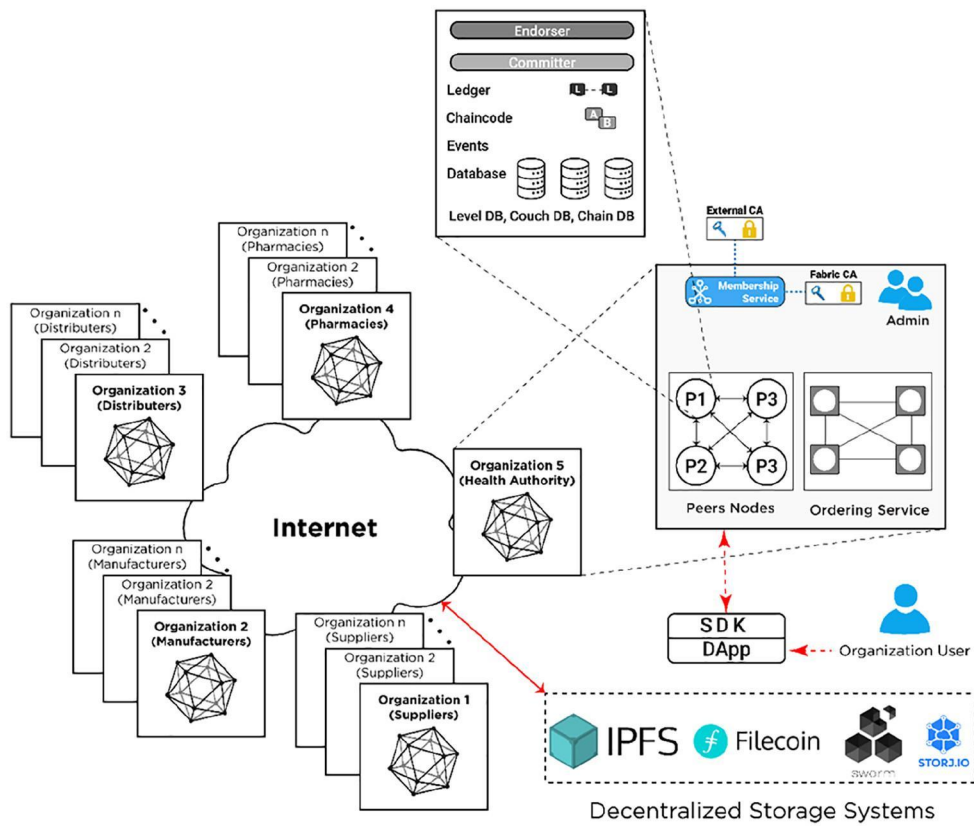 Endorser
Committer
Ledger
L
L
Chaincode
A
B
Events
Database
Level DB, Couch DB, Chain DB
External CA
Membership
Service
Fabric CA
Admin
P1
P3
P2
P3
Peers Nodes
Ordering Service
SDK
DApp
Organization User
Organization n
(Pharmacies)
Organization 2
(Pharmacies)
Organization 4
(Pharmacies)
Organization n
(Distributers)
Organization 2
(Distributers)
Organization 3
(Distributers)
Organization 5
(Health Authority)
Internet
Organization n
(Manufacturers)
Organization 2
(Manufacturers)
Organization 2
(Manufacturers)
Organization n
(Suppliers)
Organization 2
(Suppliers)
Organization 1
(Suppliers)
IPFS
Filecoin
sworm
STORJ.IO
Decentralized Storage Systems